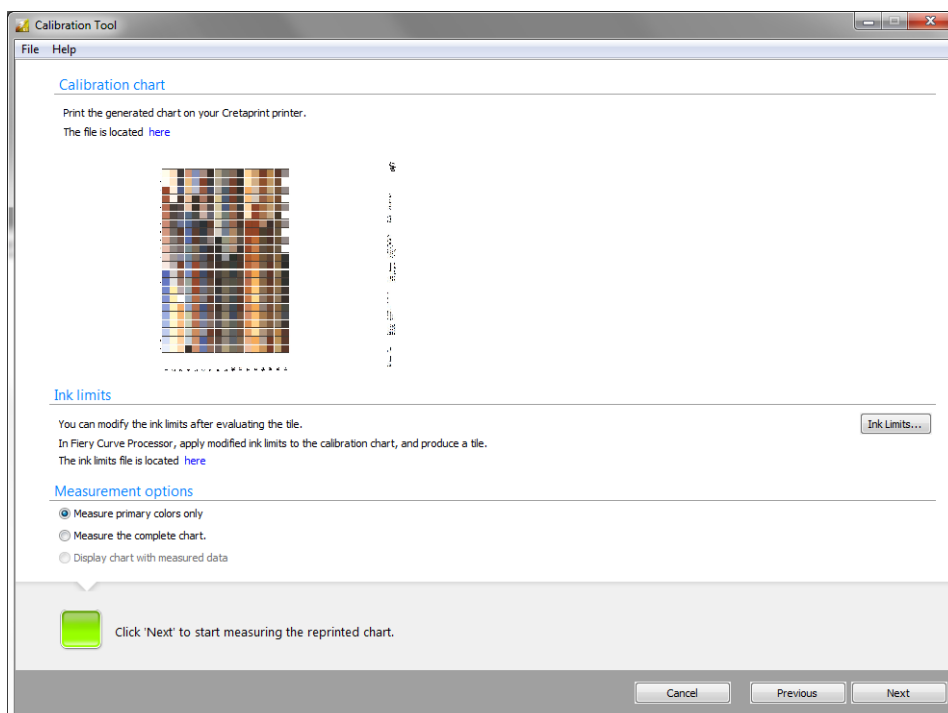 Calibration Tool
File Help
Calibration chart
Print the generated chart on your Cretaprint printer.
The file is located here
Ink limits
You can modify the ink limits after evaluating the tile.
Ink Limits...
In Fiery Curve Processor, apply modified ink limits to the calibration chart, and produce a tile.
The ink limits file is located here
Measurement options
Measure primary colors only
Measure the complete chart.
Display chart with measured data
Click 'Next' to start measuring the reprinted chart.
Cancel Previous Next